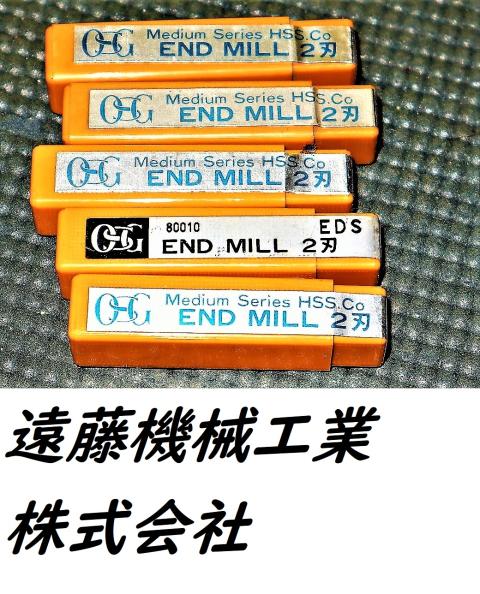 OSG Medium Series HSS.Co
END MILL 2刃
OSG Medium Series HSS.Co
END MILL 2刃
OSG Medium Series HSS.Co
END MILL 2刃
OSG 80010 EDS
END MILL 2刃
OSG Medium Series HSS.Co
END MILL 2刃
遠藤機械工業
株式会社